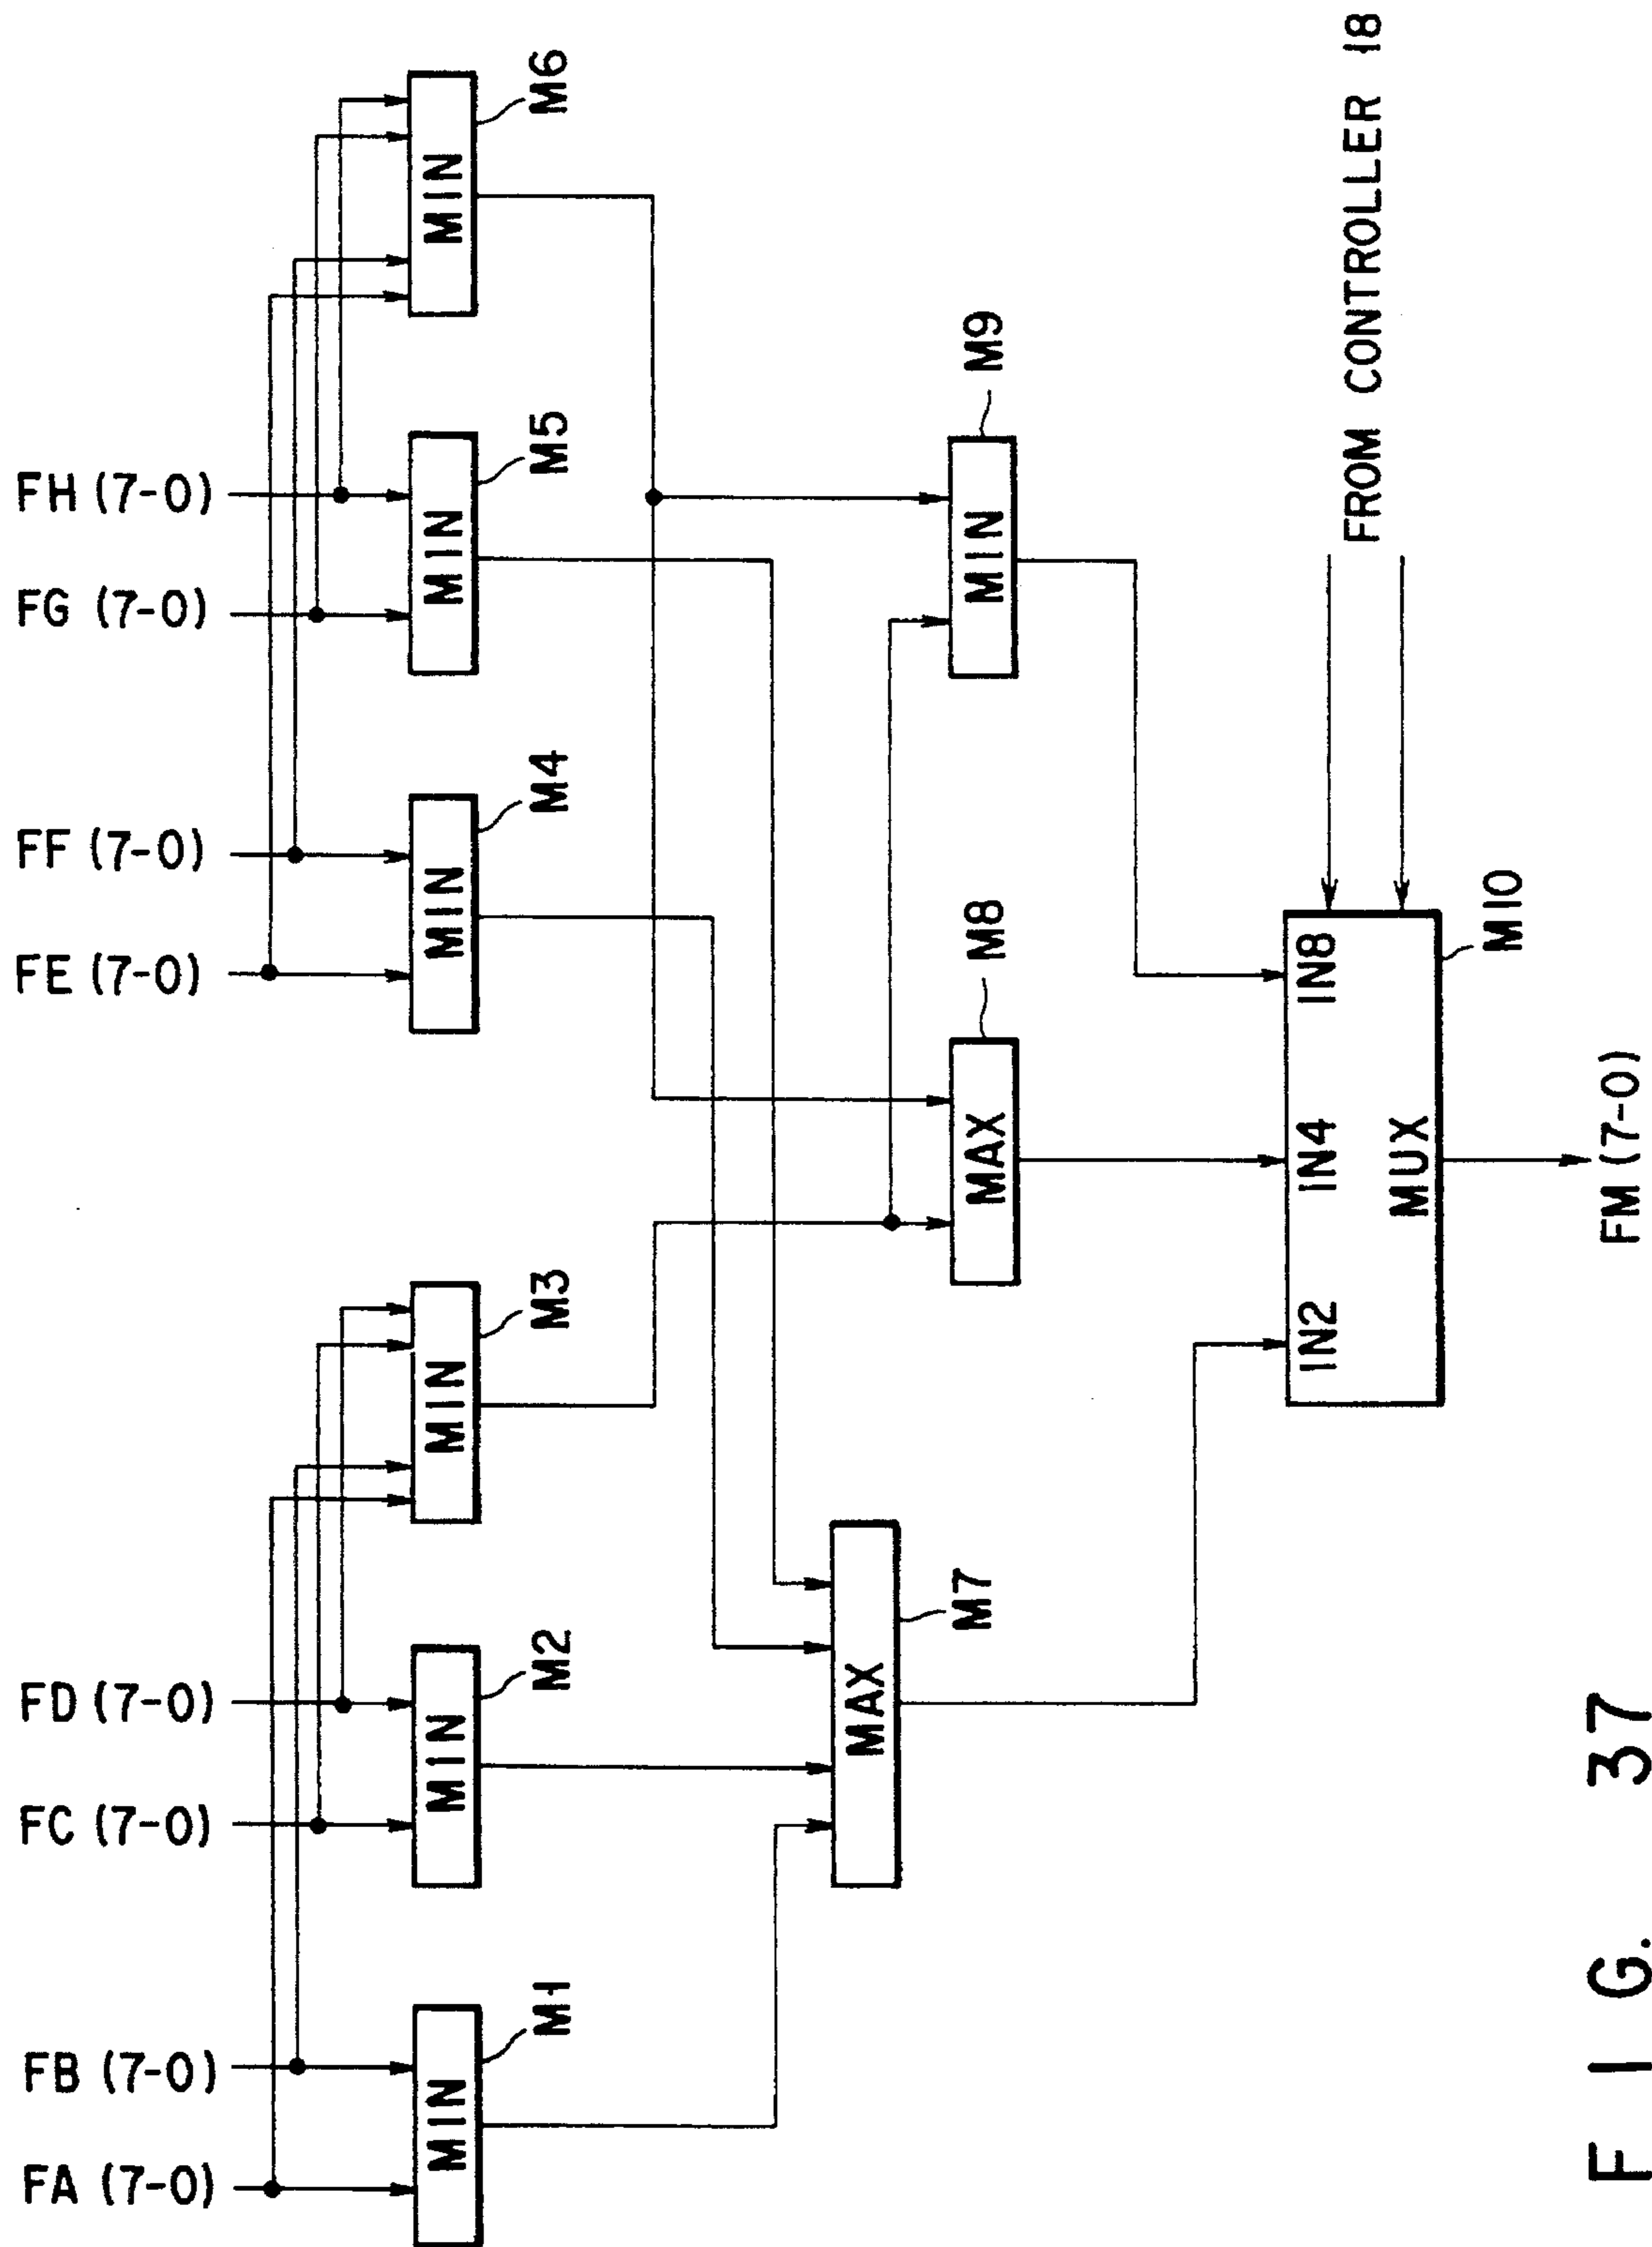 FA (7-0)
FB (7-0)
FC (7-0)
FD (7-0)
FE (7-0)
FF (7-0)
FG (7-0)
FH (7-0)
MIN
M1
MIN
M2
MIN
M3
MIN
M4
MIN
M5
MIN
M6
MAX
M7
MAX
M8
MIN
M9
IN2
IN4
IN8
MUX
M10
FROM CONTROLLER 18
FM (7-0)
FIG. 37